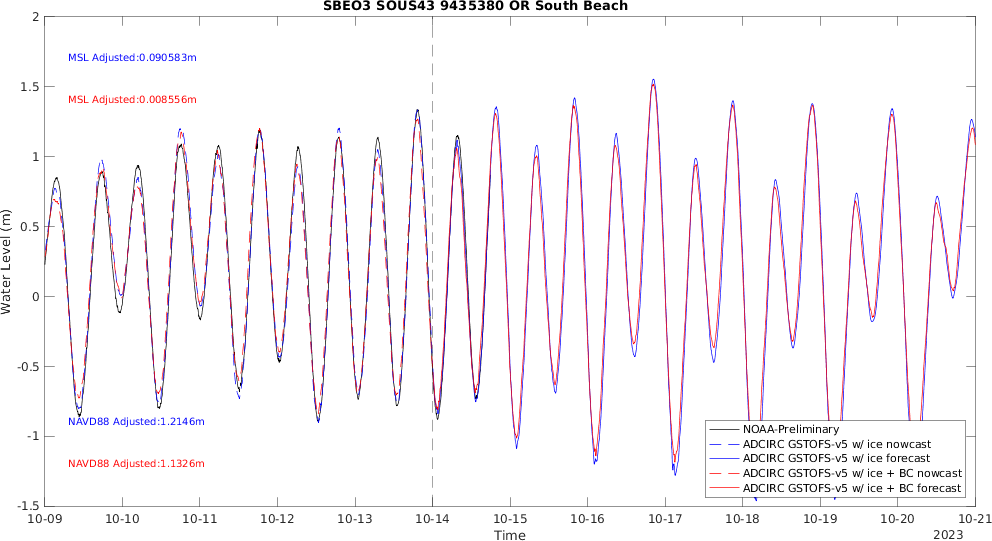 SBEO3 SOUS43 9435380 OR South Beach
2
1.5
1
0.5
0
-0.5
-1
-1.5
Water Level (m)
MSL Adjusted:0.090583m
MSL Adjusted:0.008556m
NAVD88 Adjusted:1.2146m
NAVD88 Adjusted:1.1326m
NOAA-Preliminary
ADCIRC GSTOFS-v5 w/ ice nowcast
ADCIRC GSTOFS-v5 w/ ice forecast
ADCIRC GSTOFS-v5 w/ ice + BC nowcast
ADCIRC GSTOFS-v5 w/ ice + BC forecast
10-09 10-10 10-11 10-12 10-13 10-14 10-15 10-16 10-17 10-18 10-19 10-20 10-21
Time
2023